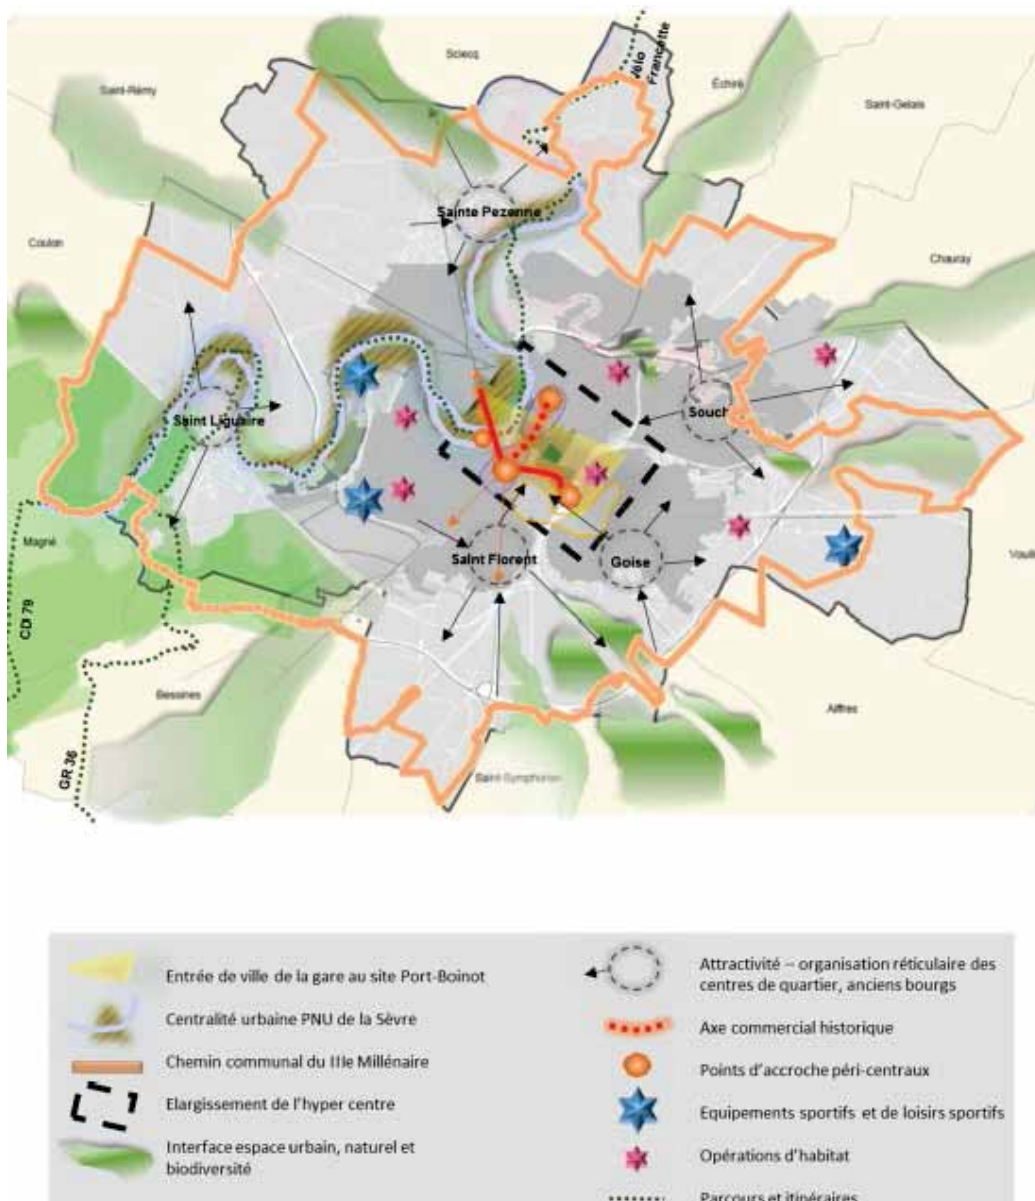 Sciecq
Vélo
Francette
Saint-Rémy
Échiré
Saint-Gelais
Sainte Pezenne
Coulon
Chauray
Saint Liguaire
Souch
Magné
Saint Florent
Goise
Vouillé
CDI 79
Bessines
Aiffres
GR 36
Saint-Symphorien
Entrée de ville de la gare au site Port-Boinot
Centralité urbaine PNU de la Sèvre
Chemin communal du IIIe Millénaire
Elargissement de l'hyper centre
Interface espace urbain, naturel et
biodiversité
Attractivité – organisation réticulaire des
centres de quartier, anciens bourgs
Axe commercial historique
Points d'accroche péri-centraux
Equipements sportifs et de loisirs sportifs
Opérations d'habitat
Parcours et itinéraires